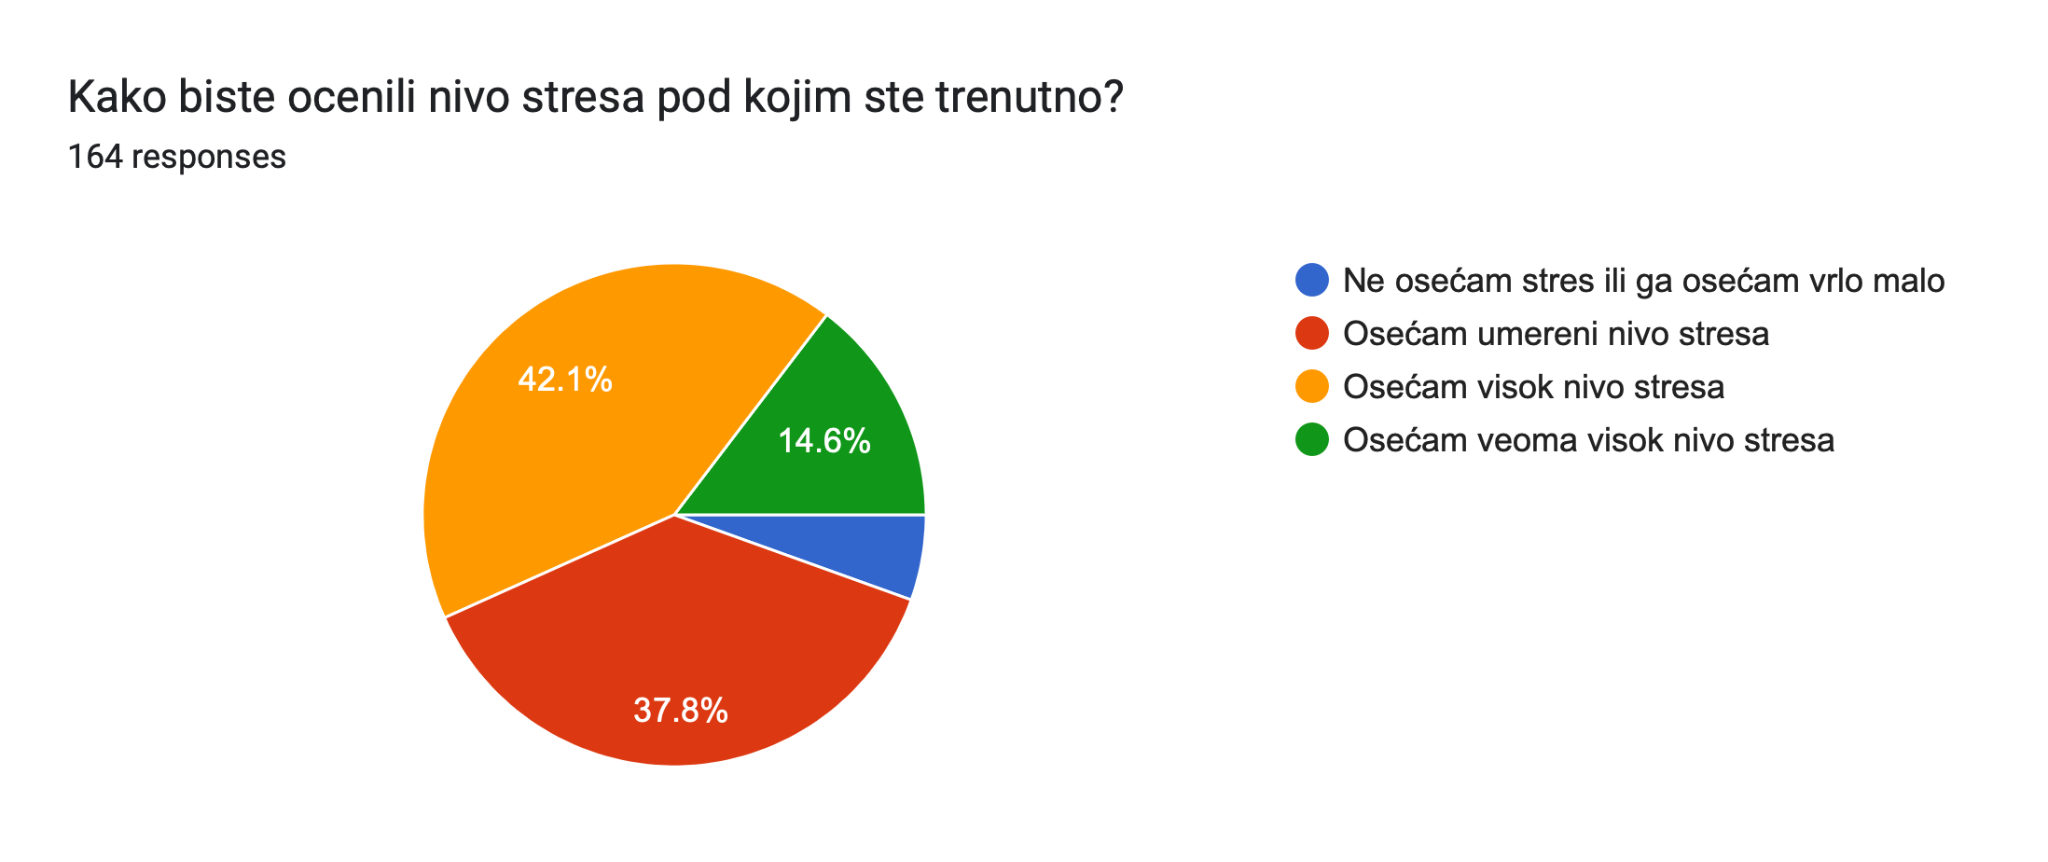 Kako biste ocenili nivo stresa pod kojim ste trenutno?
164 responses
Ne osećam stres ili ga osećam vrlo malo
Osećam umereni nivo stresa
Osećam visok nivo stresa
Osećam veoma visok nivo stresa
42.1%
14.6%
37.8%